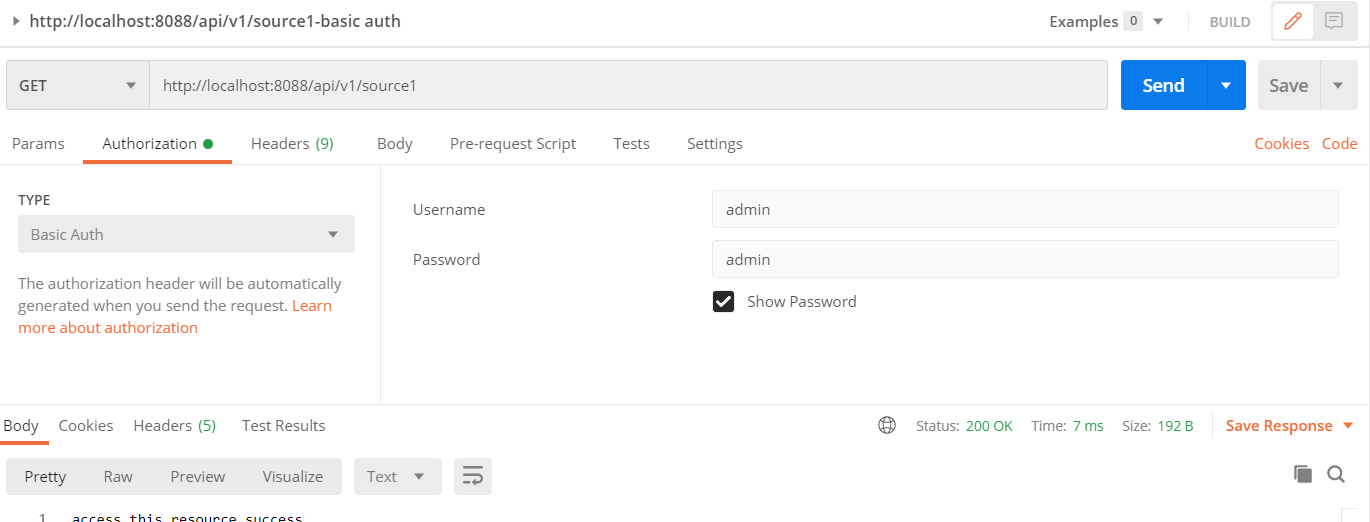 http://localhost:8088/api/v1/source1-basic auth
Examples 0
BUILD
GET
http://localhost:8088/api/v1/source1
Send
Save
Params
Authorization
Headers (9)
Body
Pre-request Script
Tests
Settings
Cookies
Code
TYPE
Basic Auth
The authorization header will be automatically
generated when you send the request. Learn
more about authorization
Username
admin
Password
admin
Show Password
Body
Cookies
Headers (5)
Test Results
Status: 200 OK
Time: 7 ms
Size: 192 B
Save Response
Pretty
Raw
Preview
Visualize
Text
1 access this resource success